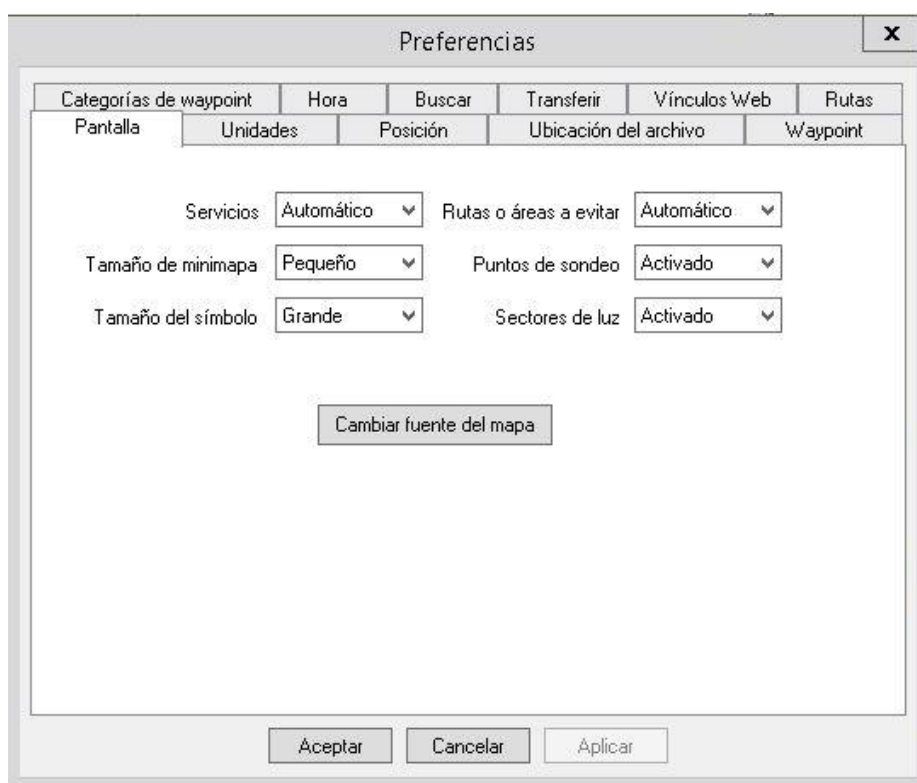 Preferencias x
Categorías de waypoint Hora Buscar Transferir Vínculos Web Rutas
Pantalla Unidades Posición Ubicación del archivo Waypoint
Servicios Automático Rutas o áreas a evitar Automático
Tamaño de minimapa Pequeño Puntos de sondeo Activado
Tamaño del símbolo Grande Sectores de luz Activado
Cambiar fuente del mapa
Aceptar Cancelar Aplicar